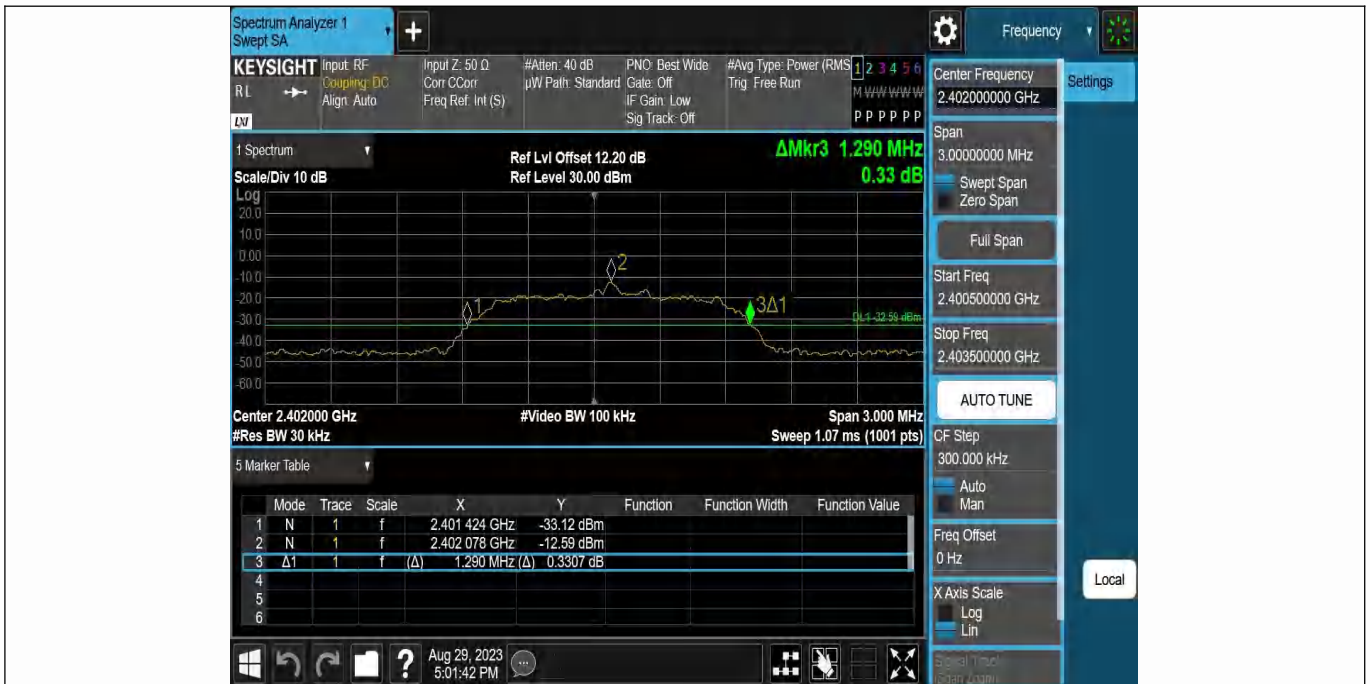 Spectrum Analyzer 1
Swept SA
+
Frequency
KEYSIGHT
RL
LXI
Input: RF
Coupling: DC
Align: Auto
Input Z: 50 Ω
Corr CCorr
Freq Ref: Int (S)
#Atten: 40 dB
µW Path: Standard
PNO: Best Wide
Gate: Off
IF Gain: Low
Sig Track: Off
#Avg Type: Power (RMS
Trig: Free Run
1 2 3 4 5 6
M W W W W W
P P P P P P
1 Spectrum
Scale/Div 10 dB
Ref Lvl Offset 12.20 dB
Ref Level 30.00 dBm
ΔMkr3 1.290 MHz
0.33 dB
Log
20.0
10.0
0.00
-10.0
-20.0
-30.0
-40.0
-50.0
-60.0
1
2
3Δ1
DL1 -32.59 dBm
Center 2.402000 GHz
#Video BW 100 kHz
Span 3.000 MHz
#Res BW 30 kHz
Sweep 1.07 ms (1001 pts)
5 Marker Table
Mode Trace Scale X Y Function Function Width Function Value
1 N 1 f 2.401 424 GHz -33.12 dBm
2 N 1 f 2.402 078 GHz -12.59 dBm
3 Δ1 1 f (Δ) 1.290 MHz (Δ) 0.3307 dB
4
5
6
?
Aug 29, 2023
5:01:42 PM
Center Frequency
2.402000000 GHz
Settings
Span
3.00000000 MHz
Swept Span
Zero Span
Full Span
Start Freq
2.400500000 GHz
Stop Freq
2.403500000 GHz
AUTO TUNE
CF Step
300.000 kHz
Auto
Man
Freq Offset
0 Hz
X Axis Scale
Log
Lin
Local
Signal Track
(Span Zoom)